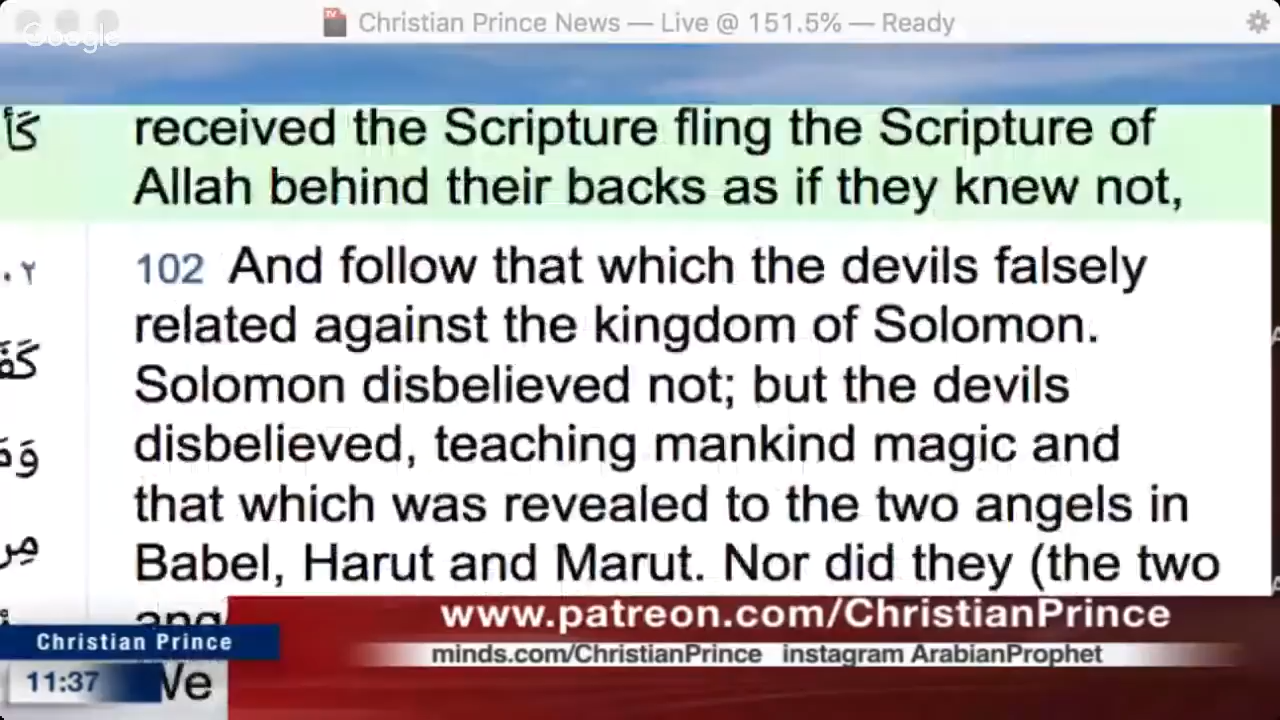 Christian Prince News — Live @ 151.5% — Ready
Google
received the Scripture fling the Scripture of
Allah behind their backs as if they knew not,
102 And follow that which the devils falsely
related against the kingdom of Solomon.
Solomon disbelieved not; but the devils
disbelieved, teaching mankind magic and
that which was revealed to the two angels in
Babel, Harut and Marut. Nor did they (the two
www.patreon.com/ChristianPrince
Christian Prince
minds.com/ChristianPrince instagram ArabianProphet
11:37
We